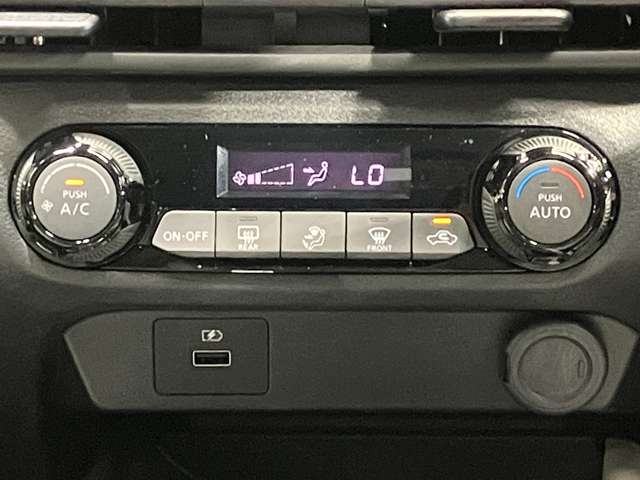 LO
PUSH
A/C
PUSH
AUTO
ON-OFF
REAR
FRONT